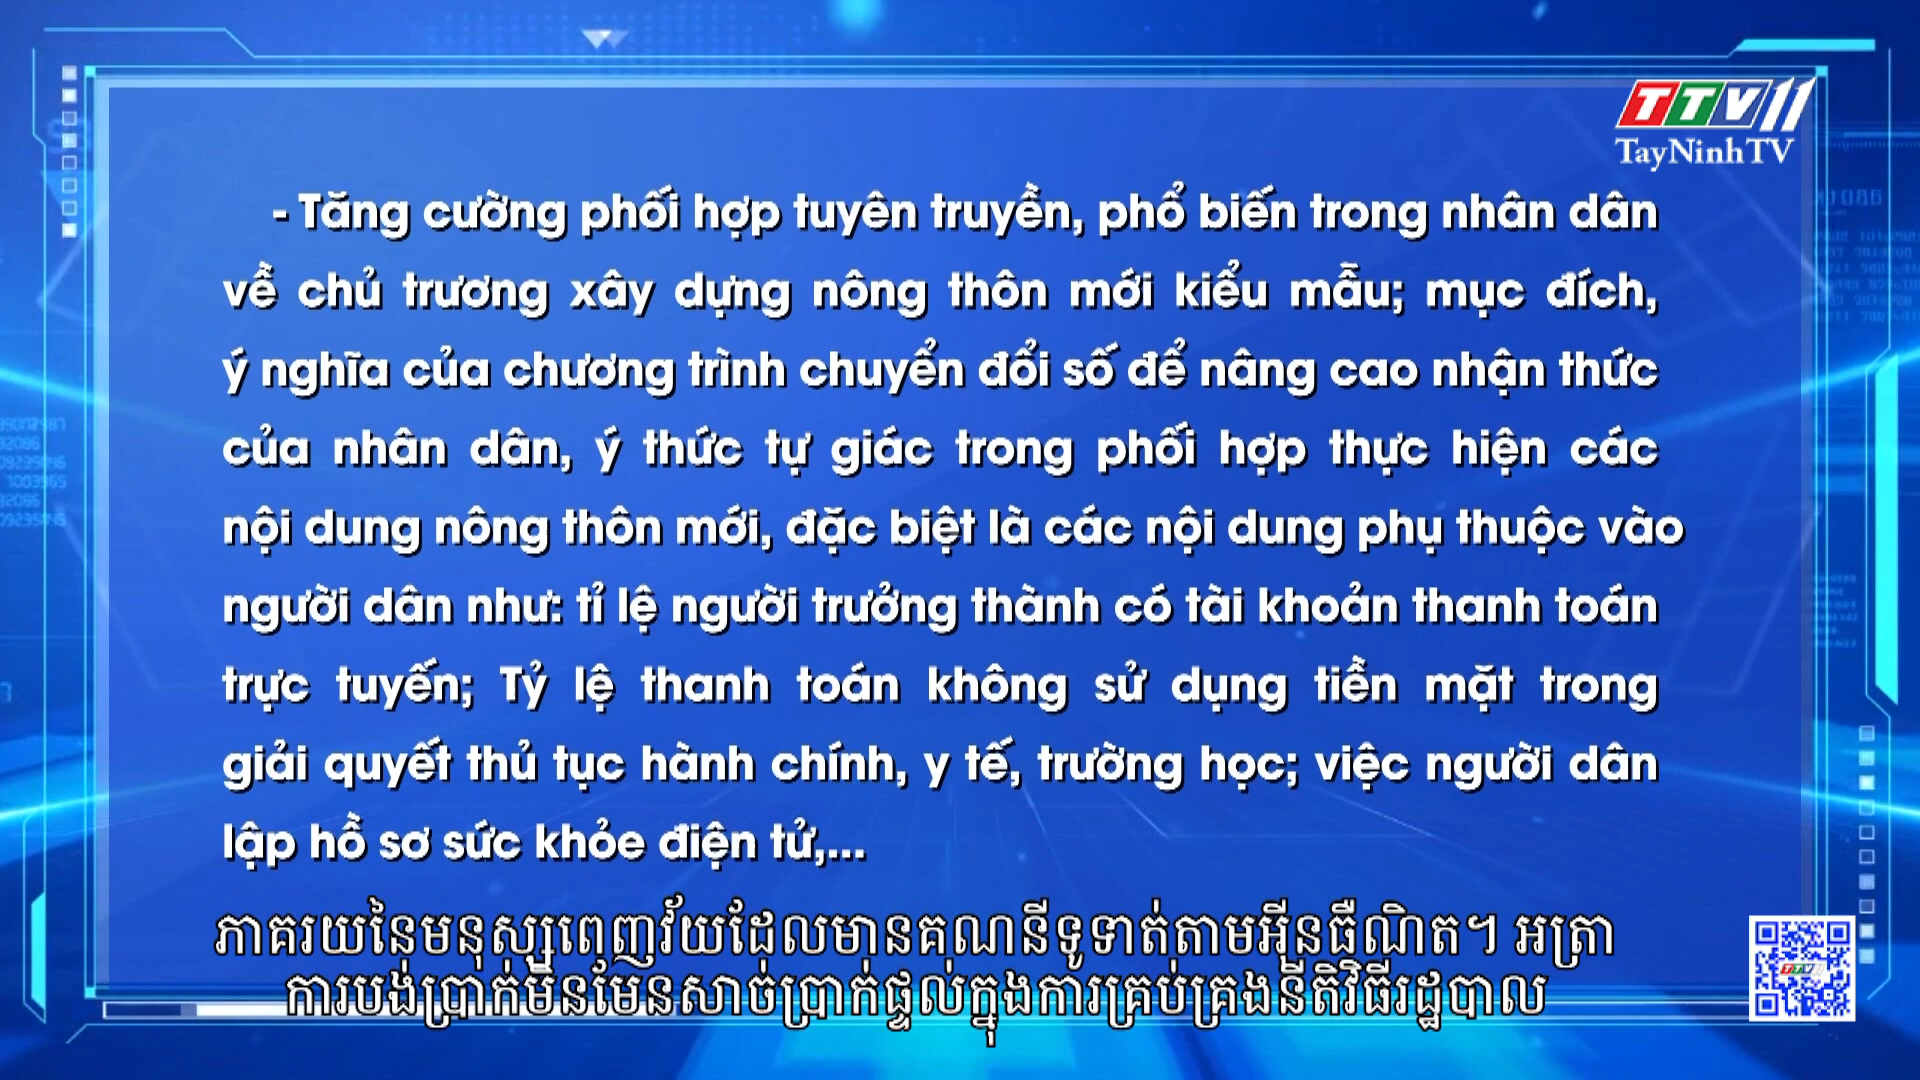 TTV11
TayNinhTV
- Tăng cường phối hợp tuyên truyền, phổ biến trong nhân dân
về chủ trương xây dựng nông thôn mới kiểu mẫu; mục đích,
ý nghĩa của chương trình chuyển đổi số để nâng cao nhận thức
của nhân dân, ý thức tự giác trong phối hợp thực hiện các
nội dung nông thôn mới, đặc biệt là các nội dung phụ thuộc vào
người dân như: tỉ lệ người trưởng thành có tài khoản thanh toán
trực tuyến; Tỷ lệ thanh toán không sử dụng tiền mặt trong
giải quyết thủ tục hành chính, y tế, trường học; việc người dân
lập hồ sơ sức khỏe điện tử,...
ភាគរយនៃមនុស្សពេញវ័យដែលមានគណនីទូទាត់តាមអ៊ីនធឺណិត។ អត្រា
ការបង់ប្រាក់មិនមែនសាច់ប្រាក់ផ្ទល់ក្នុងការគ្រប់គ្រងនីតិវិធីរដ្ឋបាល